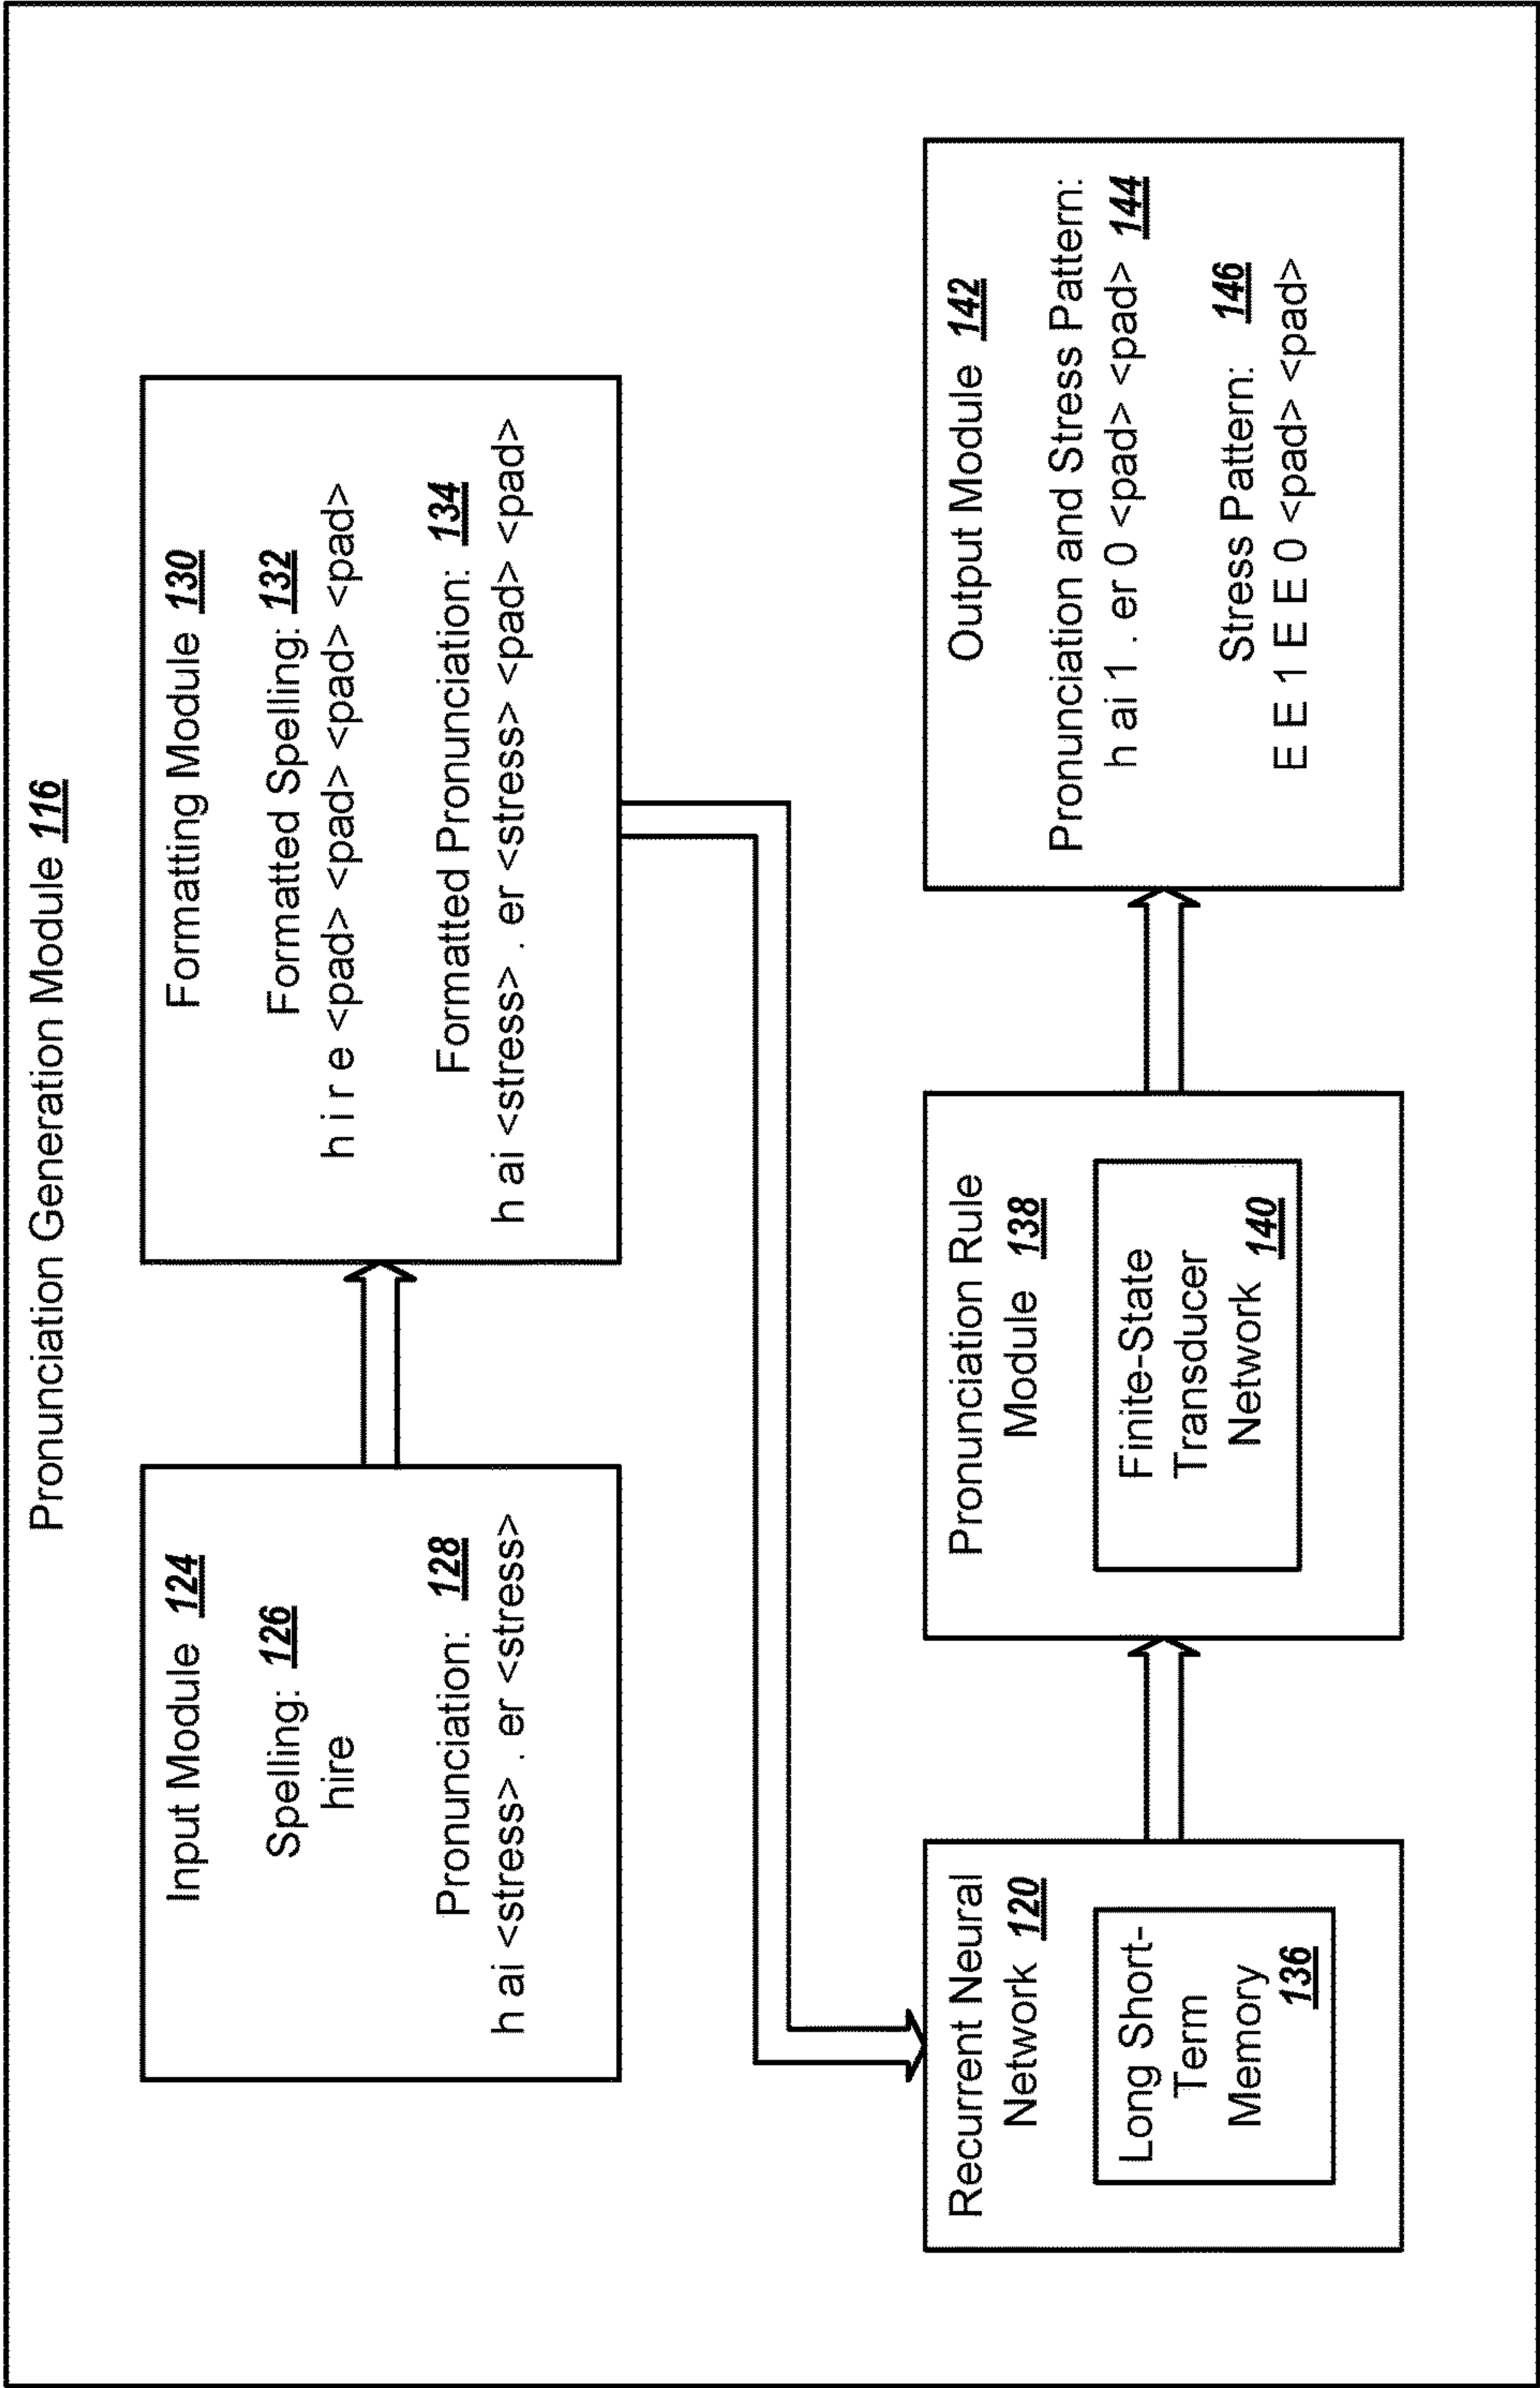 Pronunciation Generation Module 116
Input Module 124
Spelling: 126
hire
Pronunciation: 128
h ai <stress> . er <stress>
Formatting Module 130
Formatted Spelling: 132
h i r e <pad> <pad> <pad> <pad>
Formatted Pronunciation: 134
h ai <stress> . er <stress> <pad> <pad>
Recurrent Neural
Network 120
Long Short-
Term
Memory
136
Pronunciation Rule
Module 138
Finite-State
Transducer
Network 140
Output Module 142
Pronunciation and Stress Pattern:
h ai 1 . er 0 <pad> <pad> 144
Stress Pattern: 146
E E 1 E E 0 <pad> <pad>